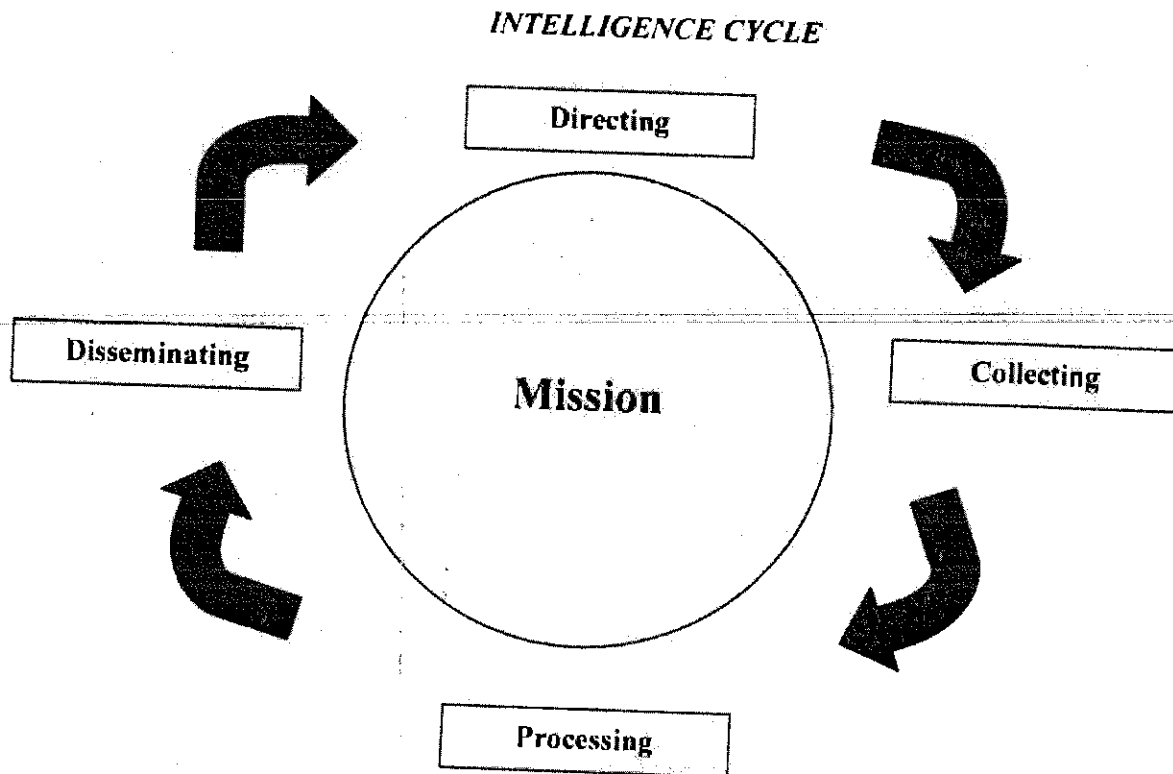 INTELLIGENCE CYCLE
Directing
Disseminating
Mission
Collecting
Processing